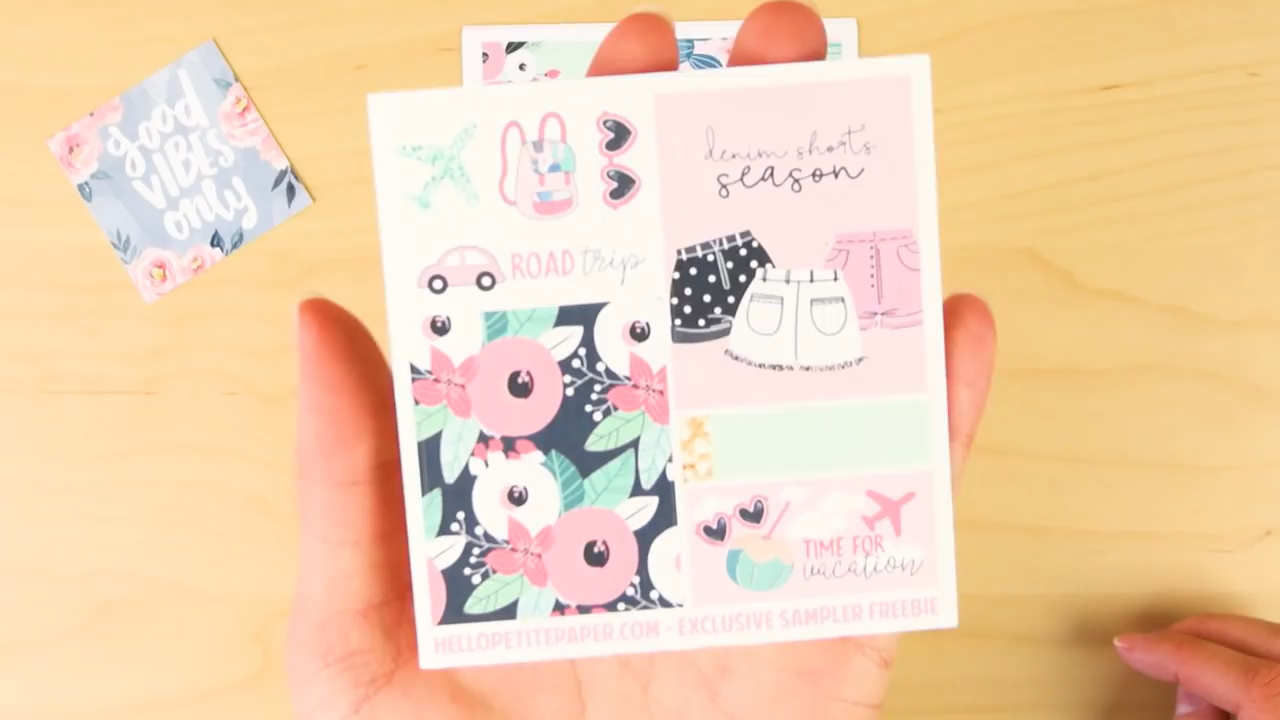 good
VIBES
only
denim shorts
season
ROAD trip
TIME FOR
vacation
HELLOPETITEPAPER.COM - EXCLUSIVE SAMPLER FREEBIE